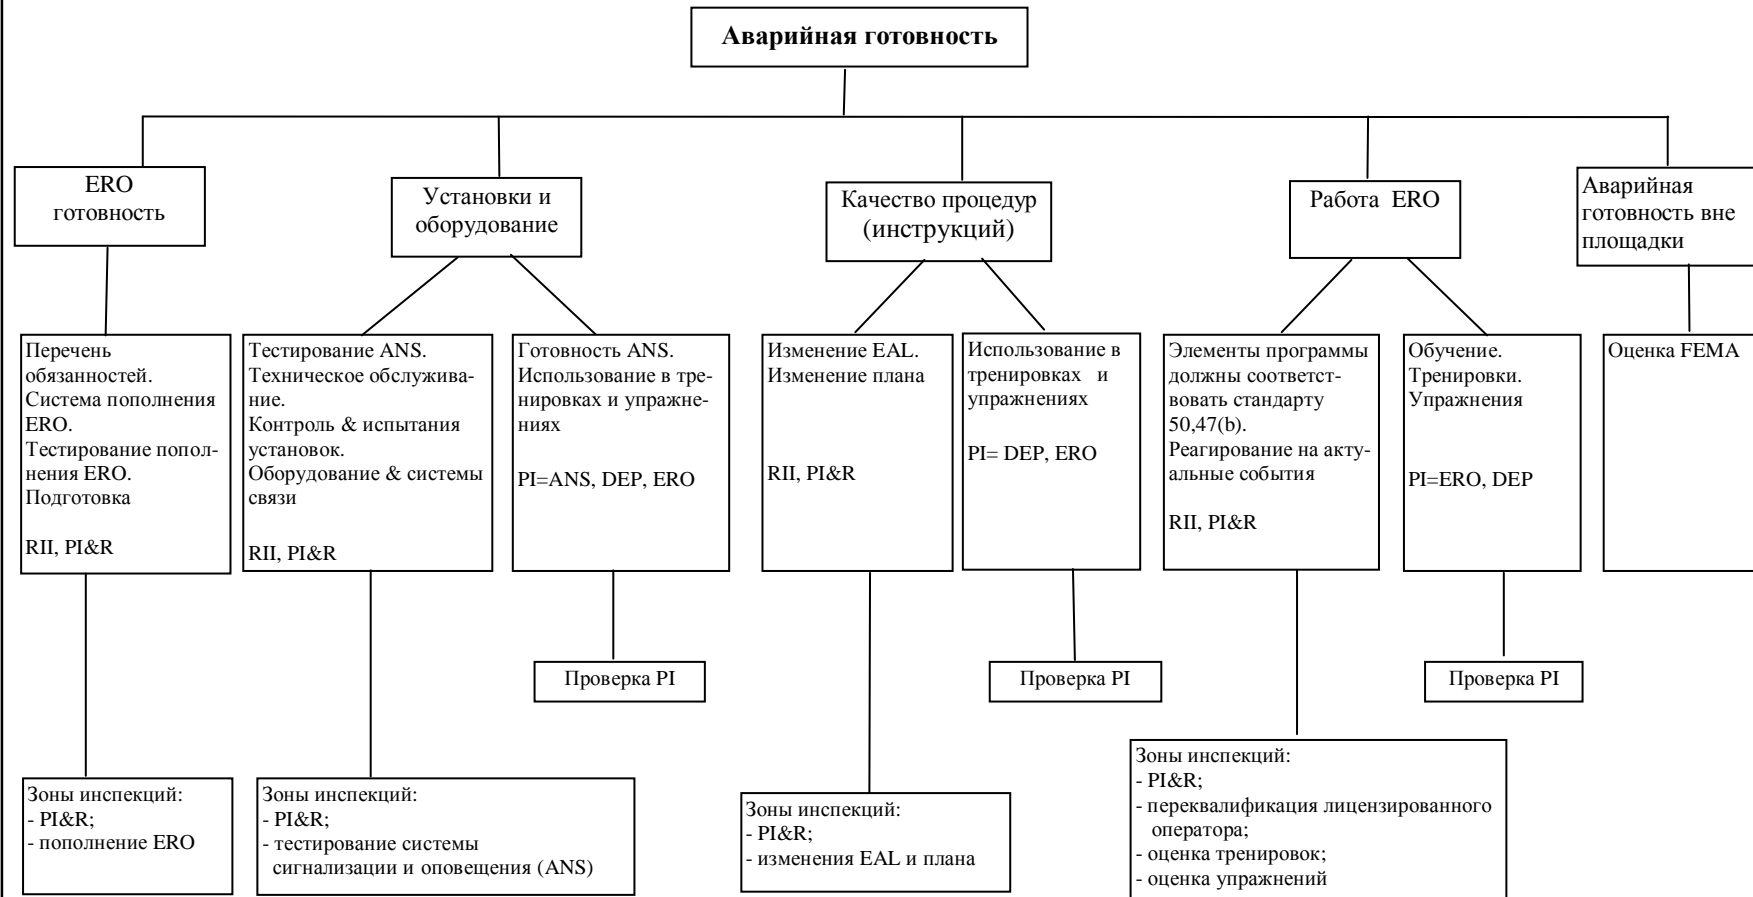 Аварийная готовность
ERO
готовность
Установки и
оборудование
Качество процедур
(инструкций)
Работа ERO
Аварийная
готовность вне
площадки
Перечень
обязанностей.
Система пополнения
ERO.
Тестирование попол-
нения ERO.
Подготовка
RII, PI&R
Тестирование ANS.
Техническое обслужива-
ние.
Контроль & испытания
установок.
Оборудование & системы
связи
RII, PI&R
Готовность ANS.
Использование в тре-
нировках и упражне-
ниях
PI=ANS, DEP, ERO
Изменение EAL.
Изменение плана
RII, PI&R
Использование в
тренировках и
упражнениях
PI= DEP, ERO
Элементы программы
должны соответст-
вовать стандарту
50,47(b).
Реагирование на акту-
альные события
RII, PI&R
Обучение.
Тренировки.
Упражнения
PI=ERO, DEP
Оценка FEMA
Проверка PI
Проверка PI
Проверка PI
Зоны инспекций:
- PI&R;
- пополнение ERO
Зоны инспекций:
- PI&R;
- тестирование системы
сигнализации и оповещения (ANS)
Зоны инспекций:
- PI&R;
- изменения EAL и плана
Зоны инспекций:
- PI&R;
- переквалификация лицензированного
оператора;
- оценка тренировок;
- оценка упражнений